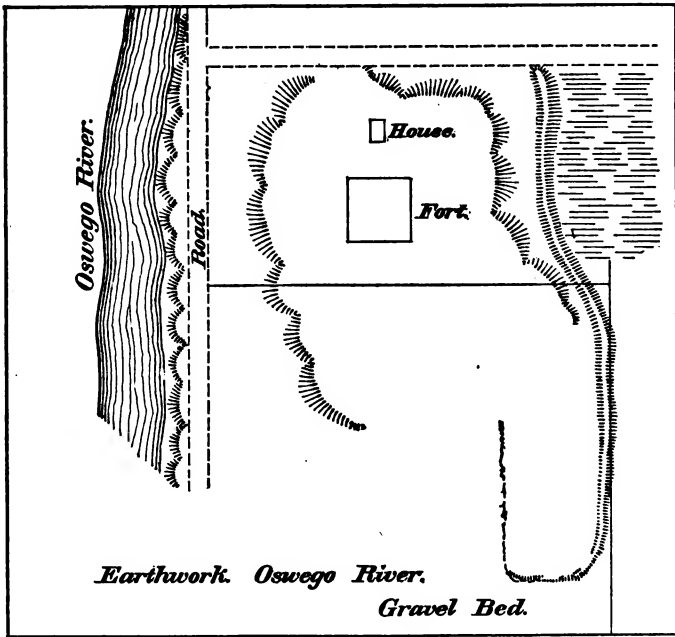 Oswego River.
Road.
House.
Fort.
Earthwork. Oswego River.
Gravel Bed.